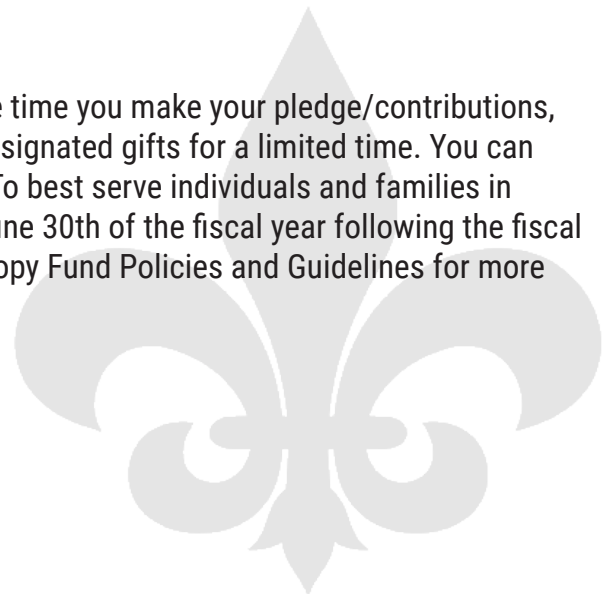 e time you make your pledge/contributions,
signated gifts for a limited time. You can
To best serve individuals and families in
une 30th of the fiscal year following the fiscal
opy Fund Policies and Guidelines for more